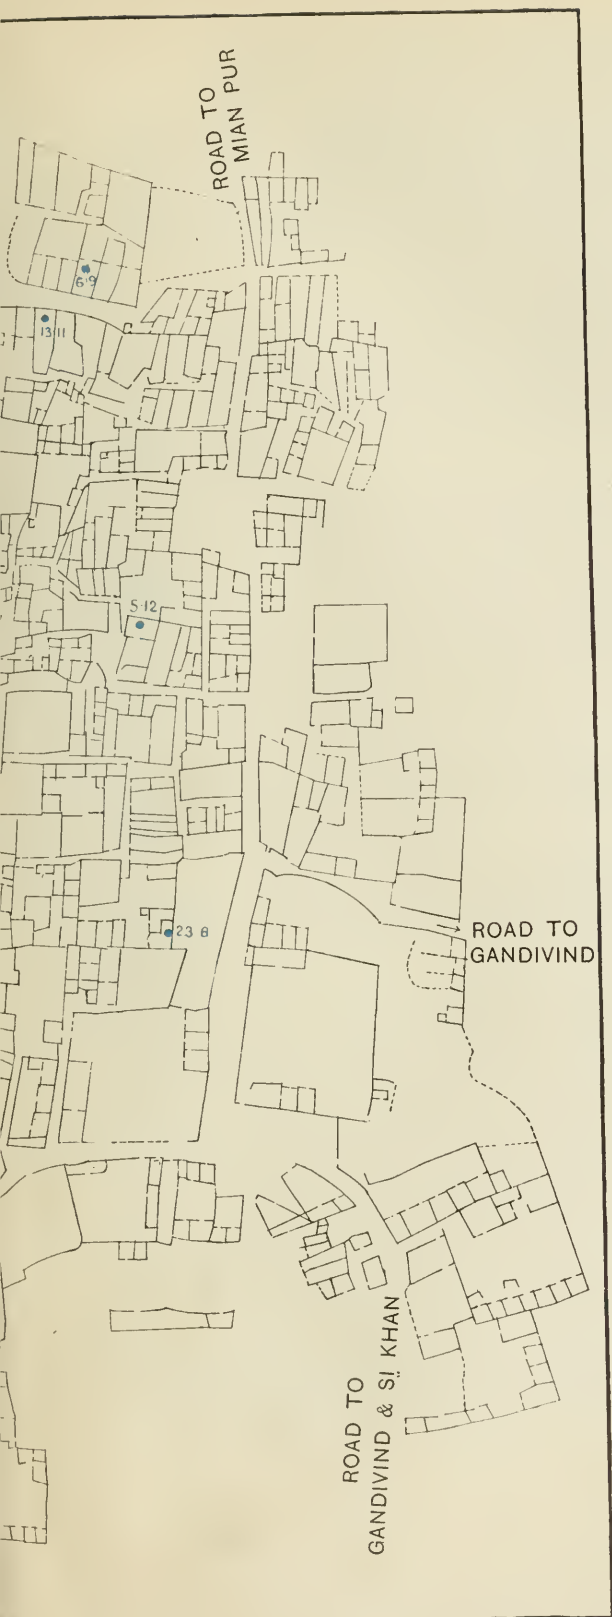 ROAD TO
MIAN PUR
6·9
13·11
5·12
23·8
ROAD TO
GANDIVIND
ROAD TO
GANDIVIND & SỊ KHAN